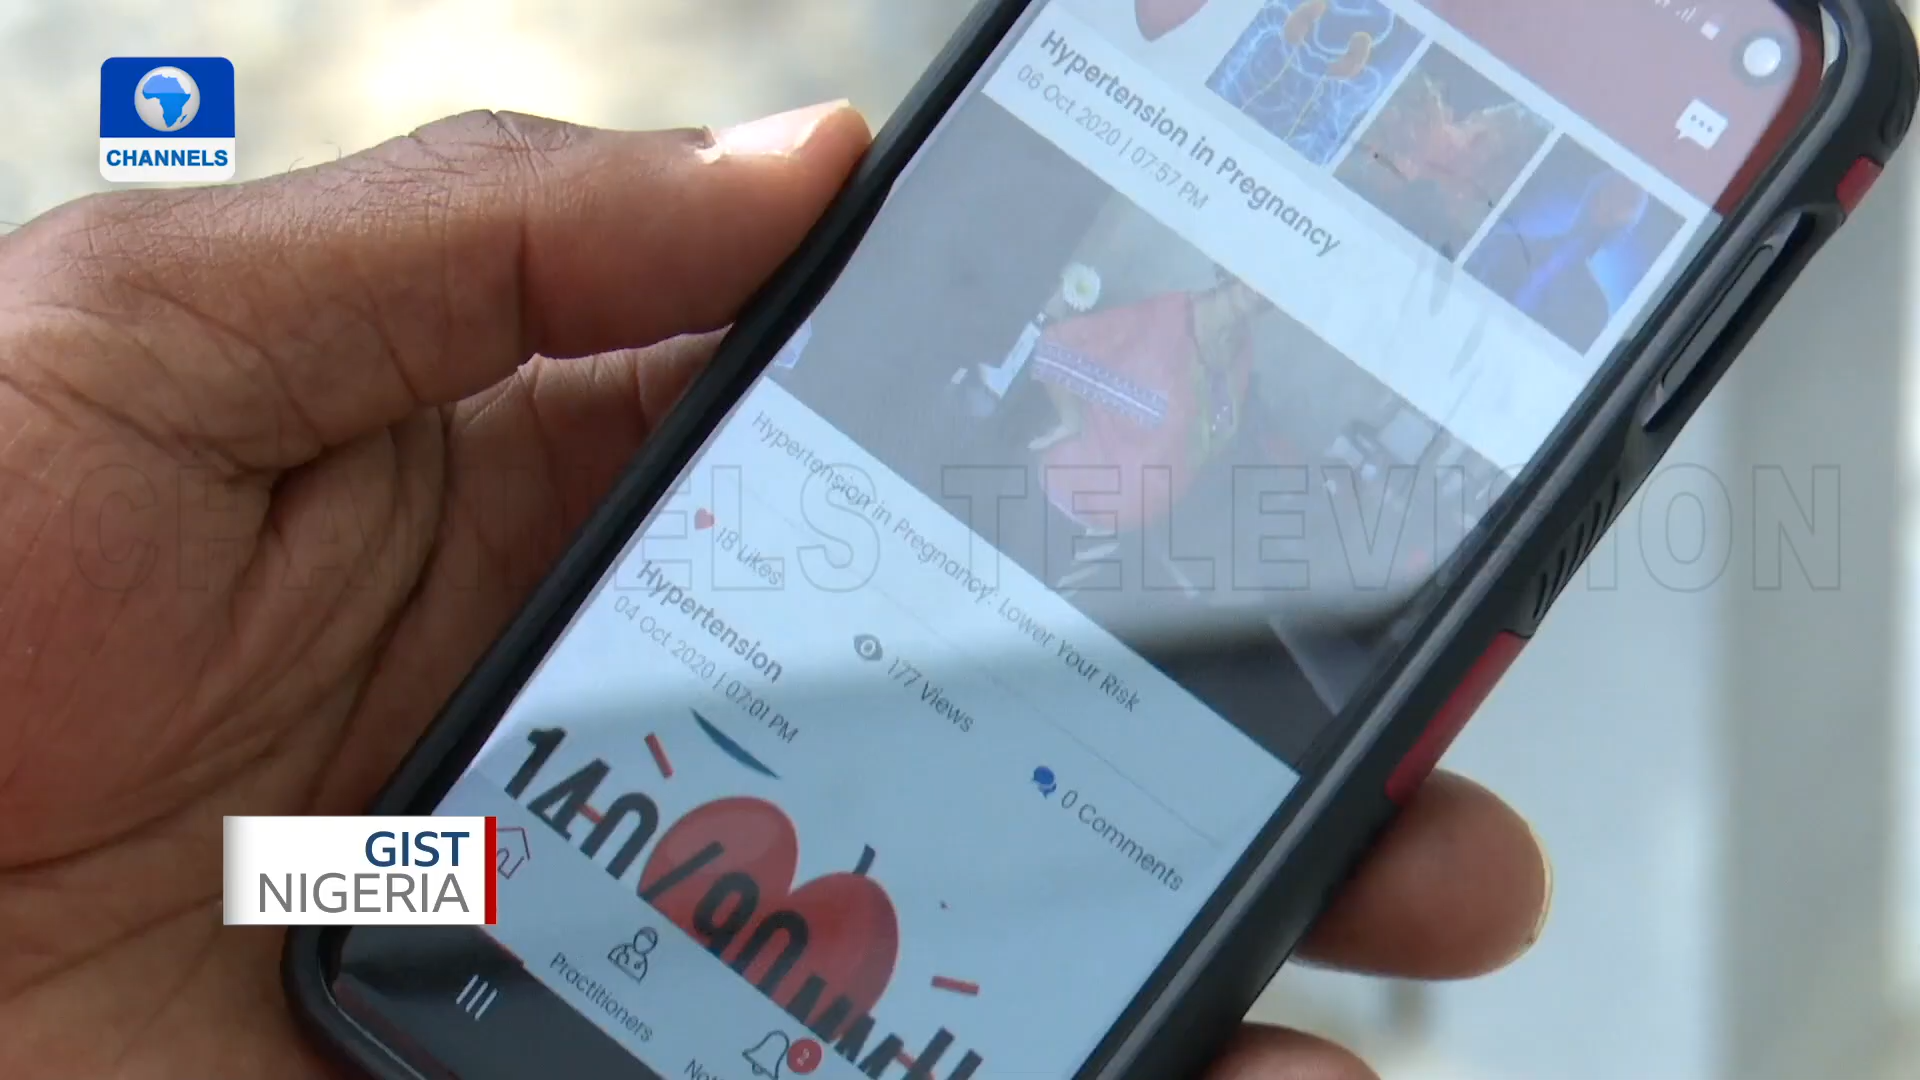 CHANNELS
Hypertension in Pregnancy
06 Oct 2020 | 07:57 PM
CHANNELS TELEVISION
Hypertension in Pregnancy: Lower Your Risk
18 Likes
177 Views
0 Comments
Hypertension
04 Oct 2020 | 07:01 PM
140/90
GIST
NIGERIA
Practitioners
2